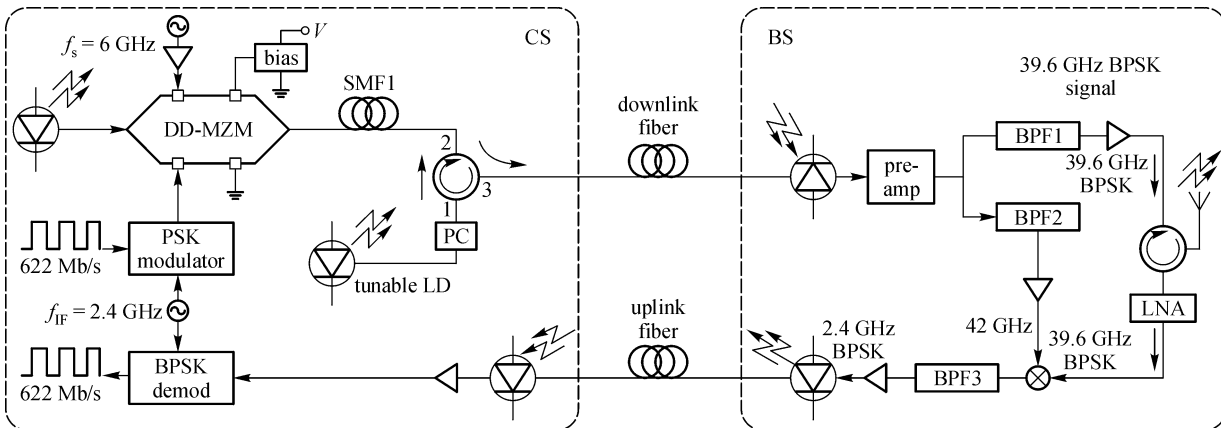 CS
f_s = 6 GHz
V
bias
DD-MZM
SMF1
2
3
1
PC
tunable LD
622 Mb/s
PSK
modulator
f_IF = 2.4 GHz
622 Mb/s
BPSK
demod
downlink
fiber
uplink
fiber
BS
39.6 GHz BPSK
signal
pre-
amp
BPF1
39.6 GHz
BPSK
BPF2
LNA
42 GHz
39.6 GHz
BPSK
2.4 GHz
BPSK
BPF3